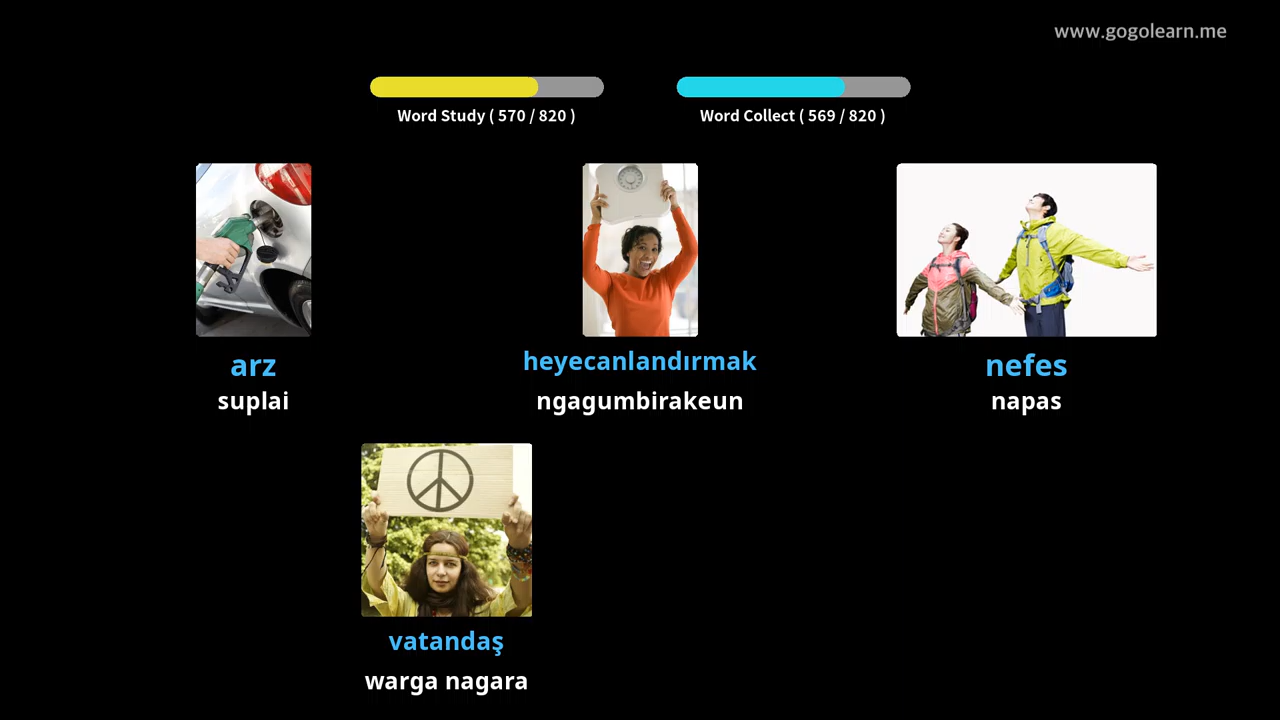 www.gogolearn.me
Word Study ( 570 / 820 )
Word Collect ( 569 / 820 )
arz
suplai
heyecanlandırmak
ngagumbirakeun
nefes
napas
vatandaş
warga nagara